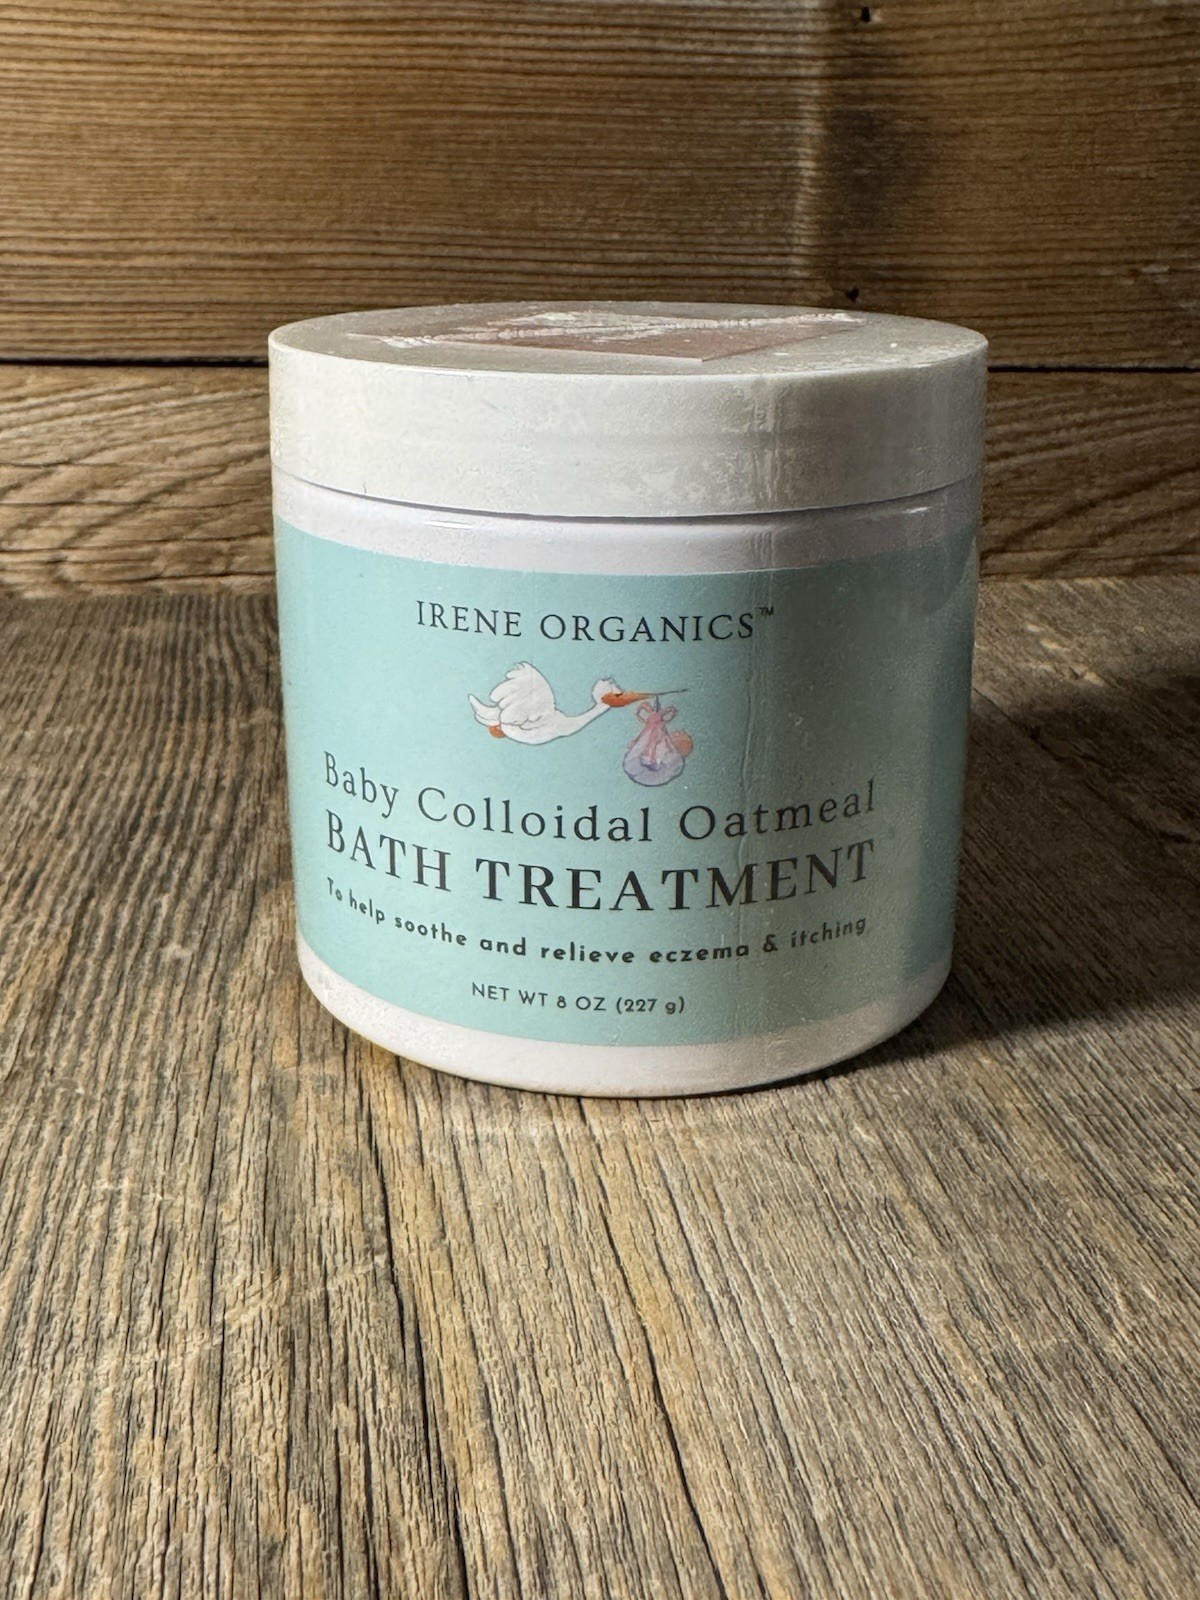 IRENE ORGANICS™
Baby Colloidal Oatmeal
BATH TREATMENT
To help soothe and relieve eczema & itching
NET WT 8 OZ (227 g)